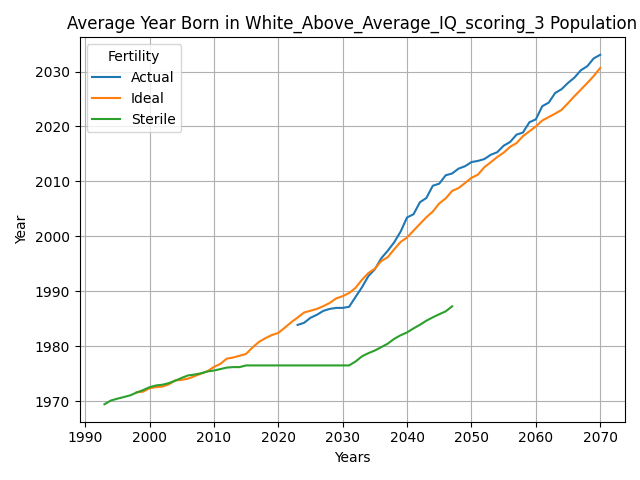 Average Year Born in White_Above_Average_IQ_scoring_3 Population
Fertility
Actual
Ideal
Sterile
Year
2030
2020
2010
2000
1990
1980
1970
1990 2000 2010 2020 2030 2040 2050 2060 2070
Years